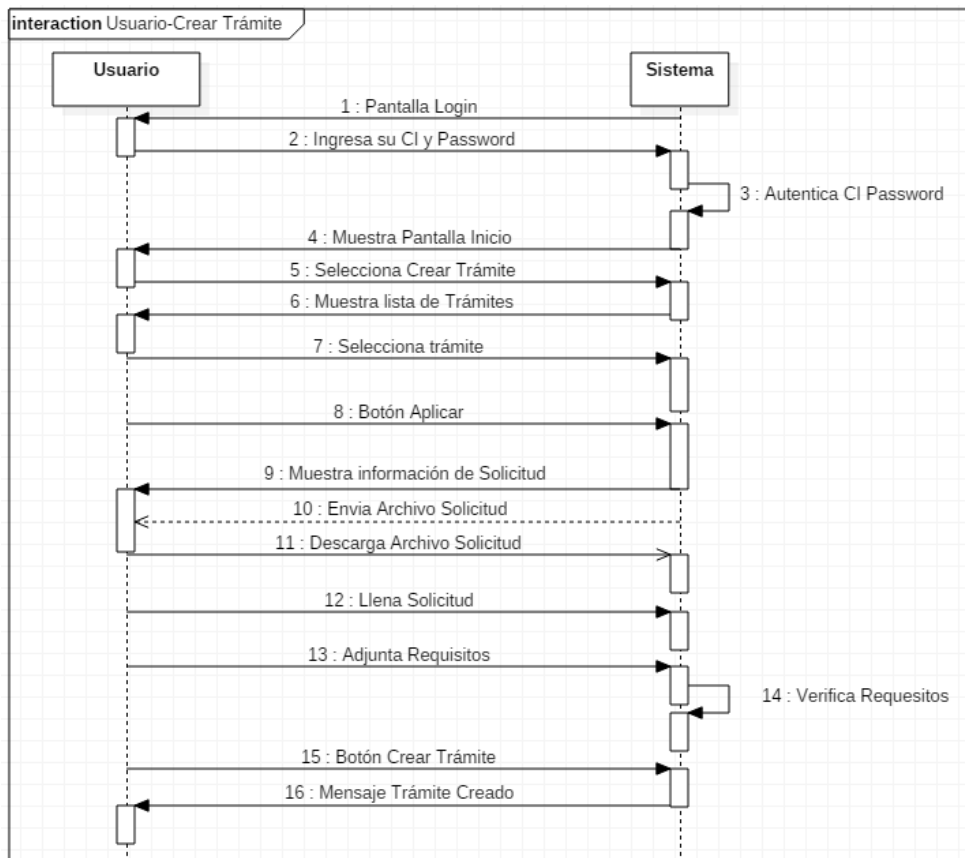 interaction Usuario-Crear Trámite
Usuario
Sistema
1 : Pantalla Login
2 : Ingresa su CI y Password
3 : Autentica CI Password
4 : Muestra Pantalla Inicio
5 : Selecciona Crear Trámite
6 : Muestra lista de Trámites
7 : Selecciona trámite
8 : Botón Aplicar
9 : Muestra información de Solicitud
10 : Envia Archivo Solicitud
11 : Descarga Archivo Solicitud
12 : Llena Solicitud
13 : Adjunta Requisitos
14 : Verifica Requesitos
15 : Botón Crear Trámite
16 : Mensaje Trámite Creado